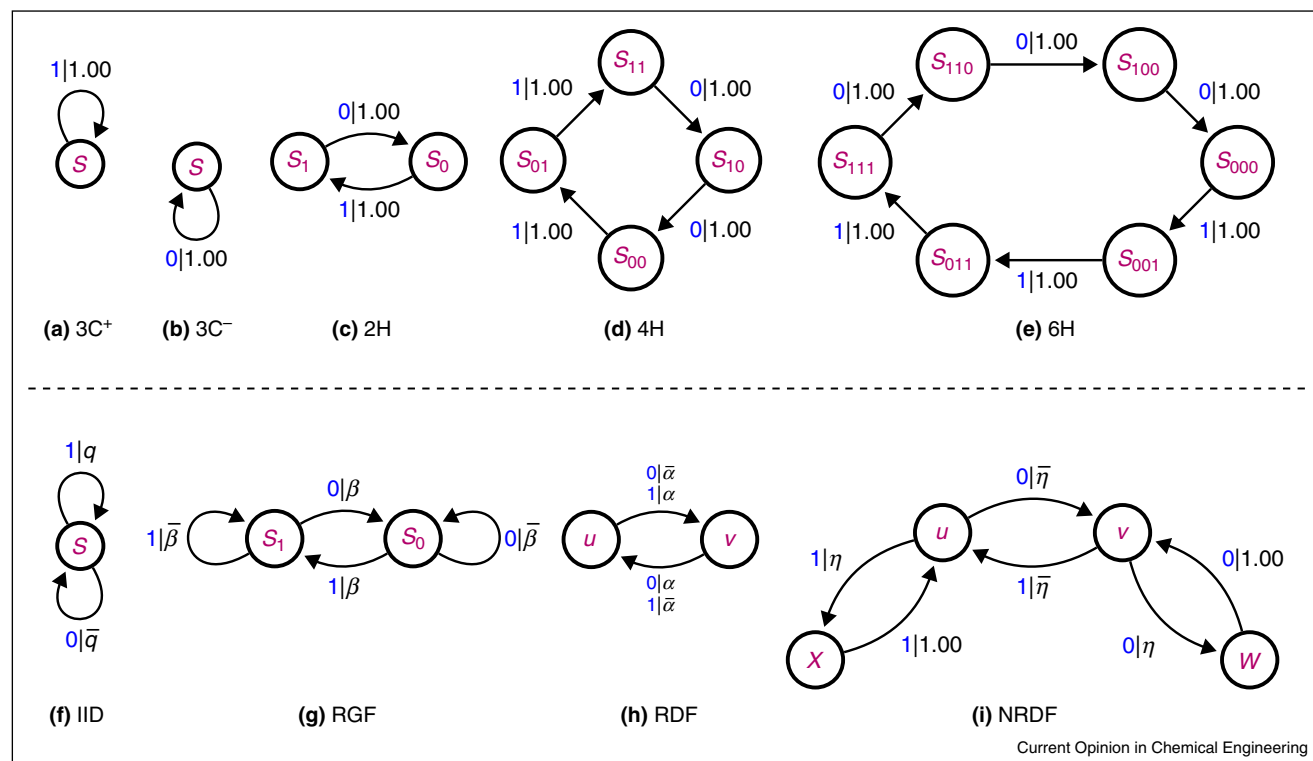 1|1.00
S
(a) 3C⁺
S
0|1.00
(b) 3C⁻
0|1.00
S₁
S₀
1|1.00
(c) 2H
S₁₁
1|1.00
0|1.00
S₀₁
S₁₀
1|1.00
0|1.00
S₀₀
(d) 4H
0|1.00
S₁₁₀
S₁₀₀
0|1.00
0|1.00
S₁₁₁
S₀₀₀
1|1.00
1|1.00
S₀₁₁
S₀₀₁
1|1.00
(e) 6H
1|q
S
0|q̅
(f) IID
0|β
1|β̅
S₁
S₀
0|β̅
1|β
(g) RGF
0|α̅
1|α
u
v
0|α
1|α̅
(h) RDF
0|η̅
u
v
1|η
1|η̅
0|1.00
1|1.00
0|η
X
W
(i) NRDF
Current Opinion in Chemical Engineering